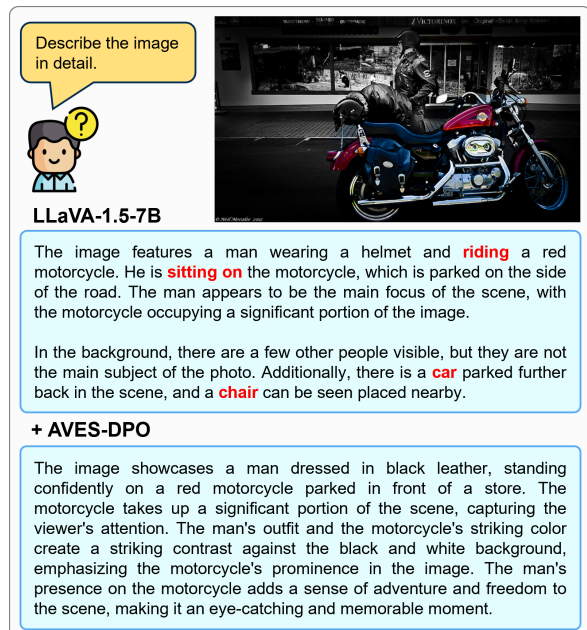 Describe the image
in detail.
VICTORINOX
LLaVA-1.5-7B
The image features a man wearing a helmet and riding a red
motorcycle. He is sitting on the motorcycle, which is parked on the side
of the road. The man appears to be the main focus of the scene, with
the motorcycle occupying a significant portion of the image.
In the background, there are a few other people visible, but they are not
the main subject of the photo. Additionally, there is a car parked further
back in the scene, and a chair can be seen placed nearby.
+ AVES-DPO
The image showcases a man dressed in black leather, standing
confidently on a red motorcycle parked in front of a store. The
motorcycle takes up a significant portion of the scene, capturing the
viewer's attention. The man's outfit and the motorcycle's striking color
create a striking contrast against the black and white background,
emphasizing the motorcycle's prominence in the image. The man's
presence on the motorcycle adds a sense of adventure and freedom to
the scene, making it an eye-catching and memorable moment.